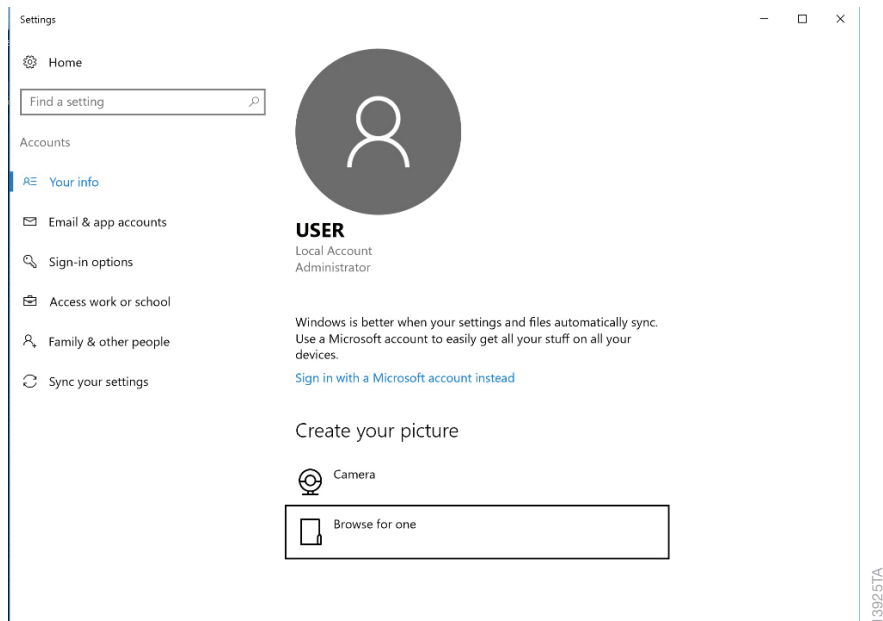 Settings
Home
Find a setting
Accounts
Your info
Email & app accounts
Sign-in options
Access work or school
Family & other people
Sync your settings
USER
Local Account
Administrator
Windows is better when your settings and files automatically sync.
Use a Microsoft account to easily get all your stuff on all your
devices.
Sign in with a Microsoft account instead
Create your picture
Camera
Browse for one
13925TA